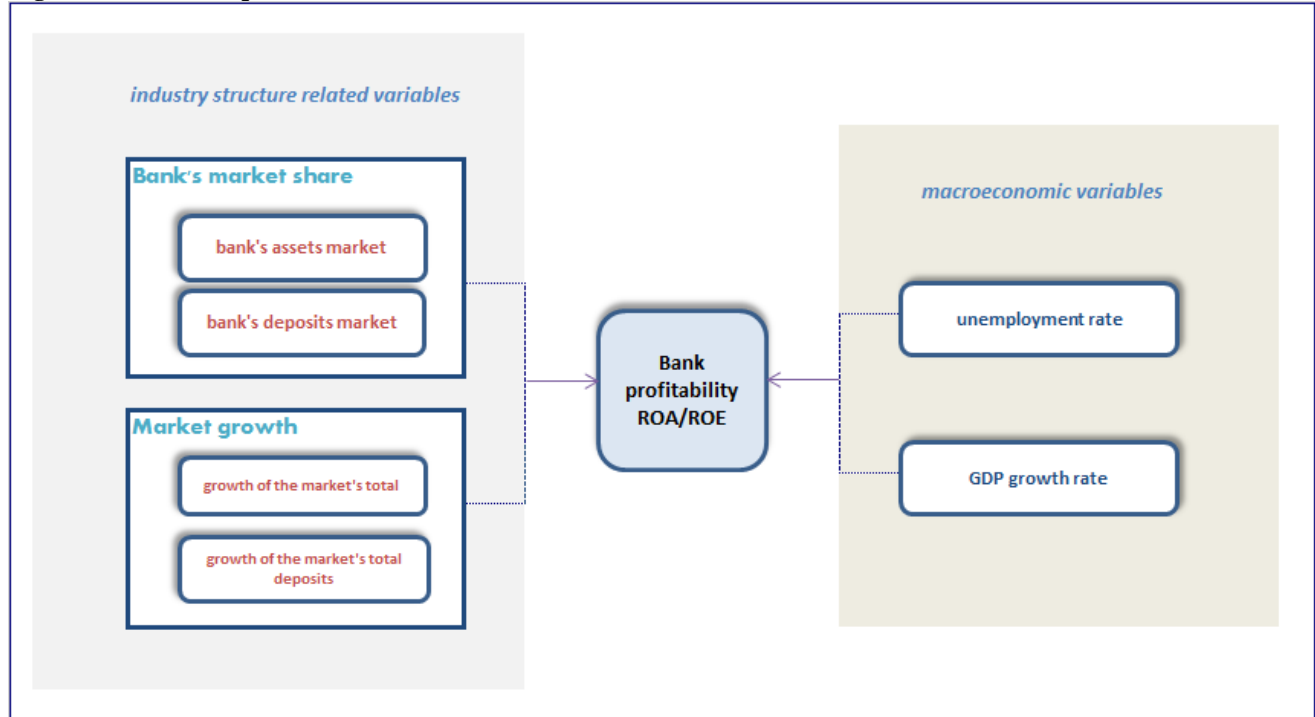 industry structure related variables
Bank's market share
bank's assets market
bank's deposits market
Market growth
growth of the market's total
growth of the market's total
deposits
Bank
profitability
ROA/ROE
macroeconomic variables
unemployment rate
GDP growth rate